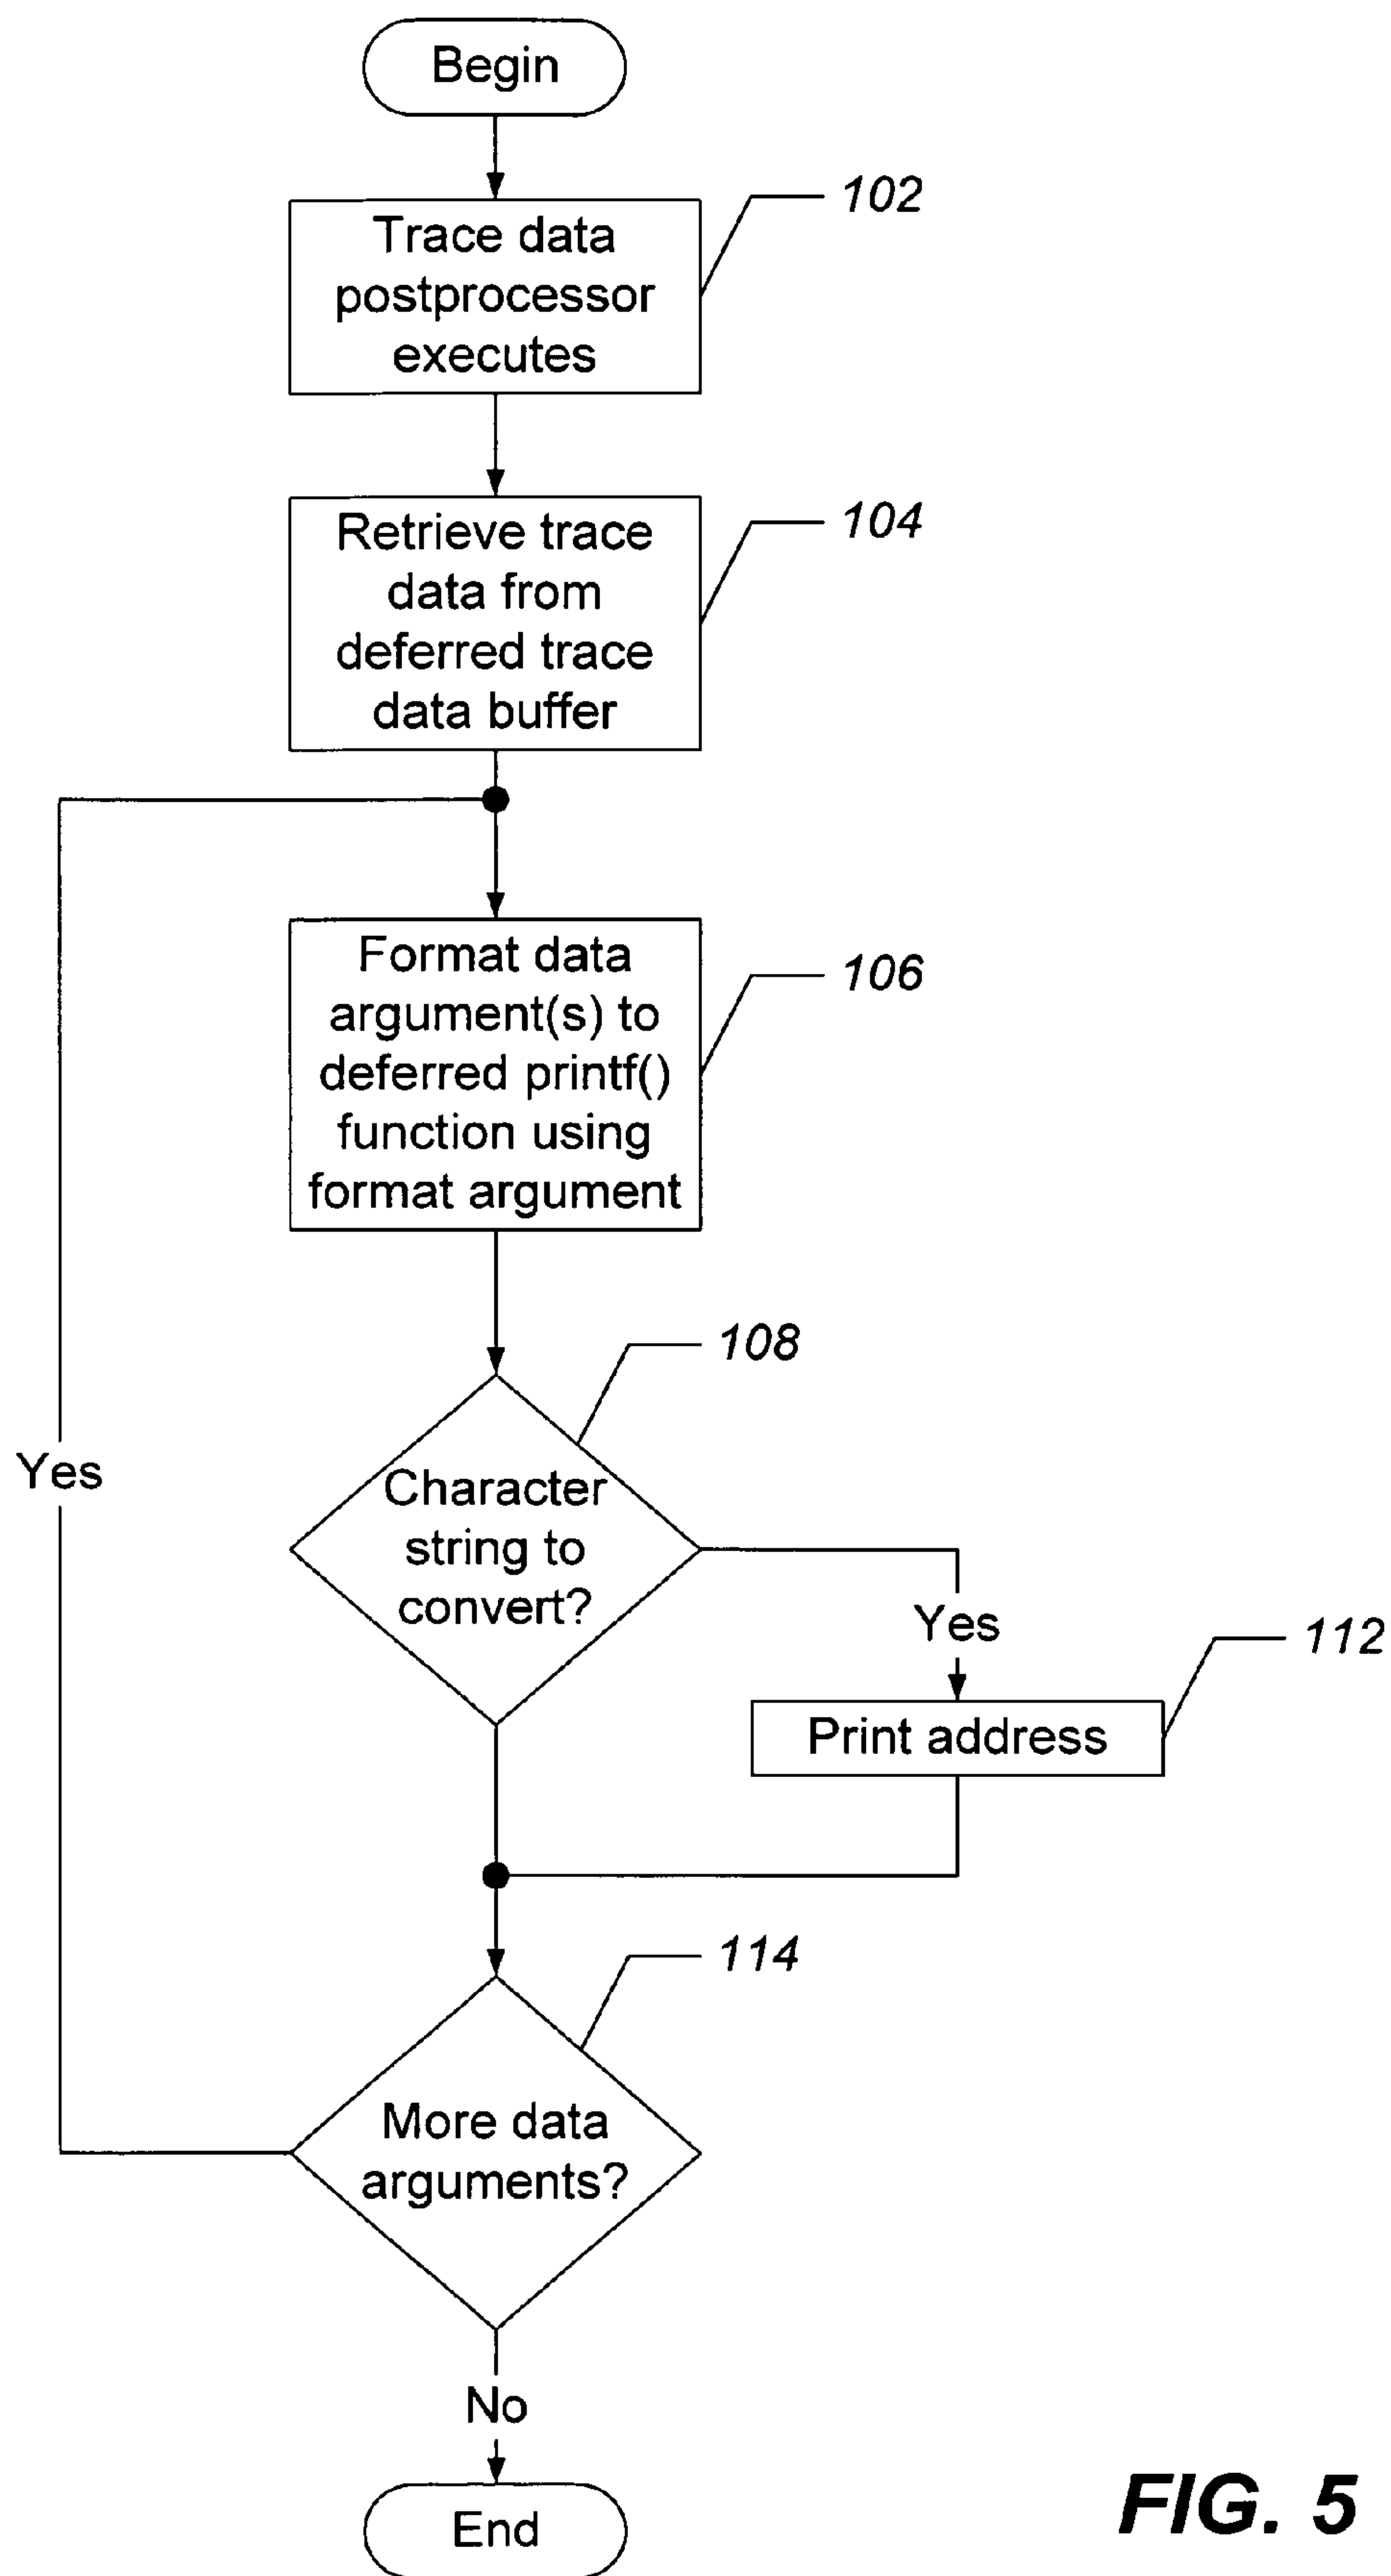 Begin
102
Trace data
postprocessor
executes
104
Retrieve trace
data from
deferred trace
data buffer
106
Format data
argument(s) to
deferred printf()
function using
format argument
108
Character
string to
convert?
Yes
Yes
112
Print address
114
More data
arguments?
No
End
FIG. 5